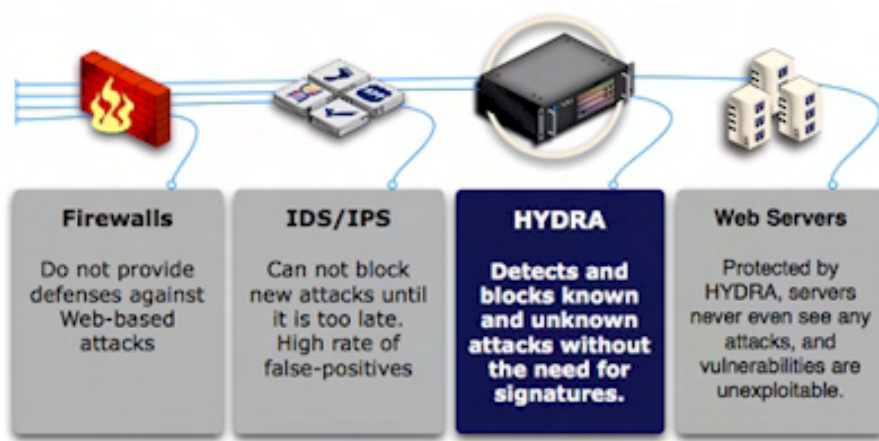 Firewalls
Do not provide
defenses against
Web-based
attacks
IDS/IPS
Can not block
new attacks until
it is too late.
High rate of
false-positives
HYDRA
Detects and
blocks known
and unknown
attacks without
the need for
signatures.
Web Servers
Protected by
HYDRA, servers
never even see any
attacks, and
vulnerabilities are
unexploitable.